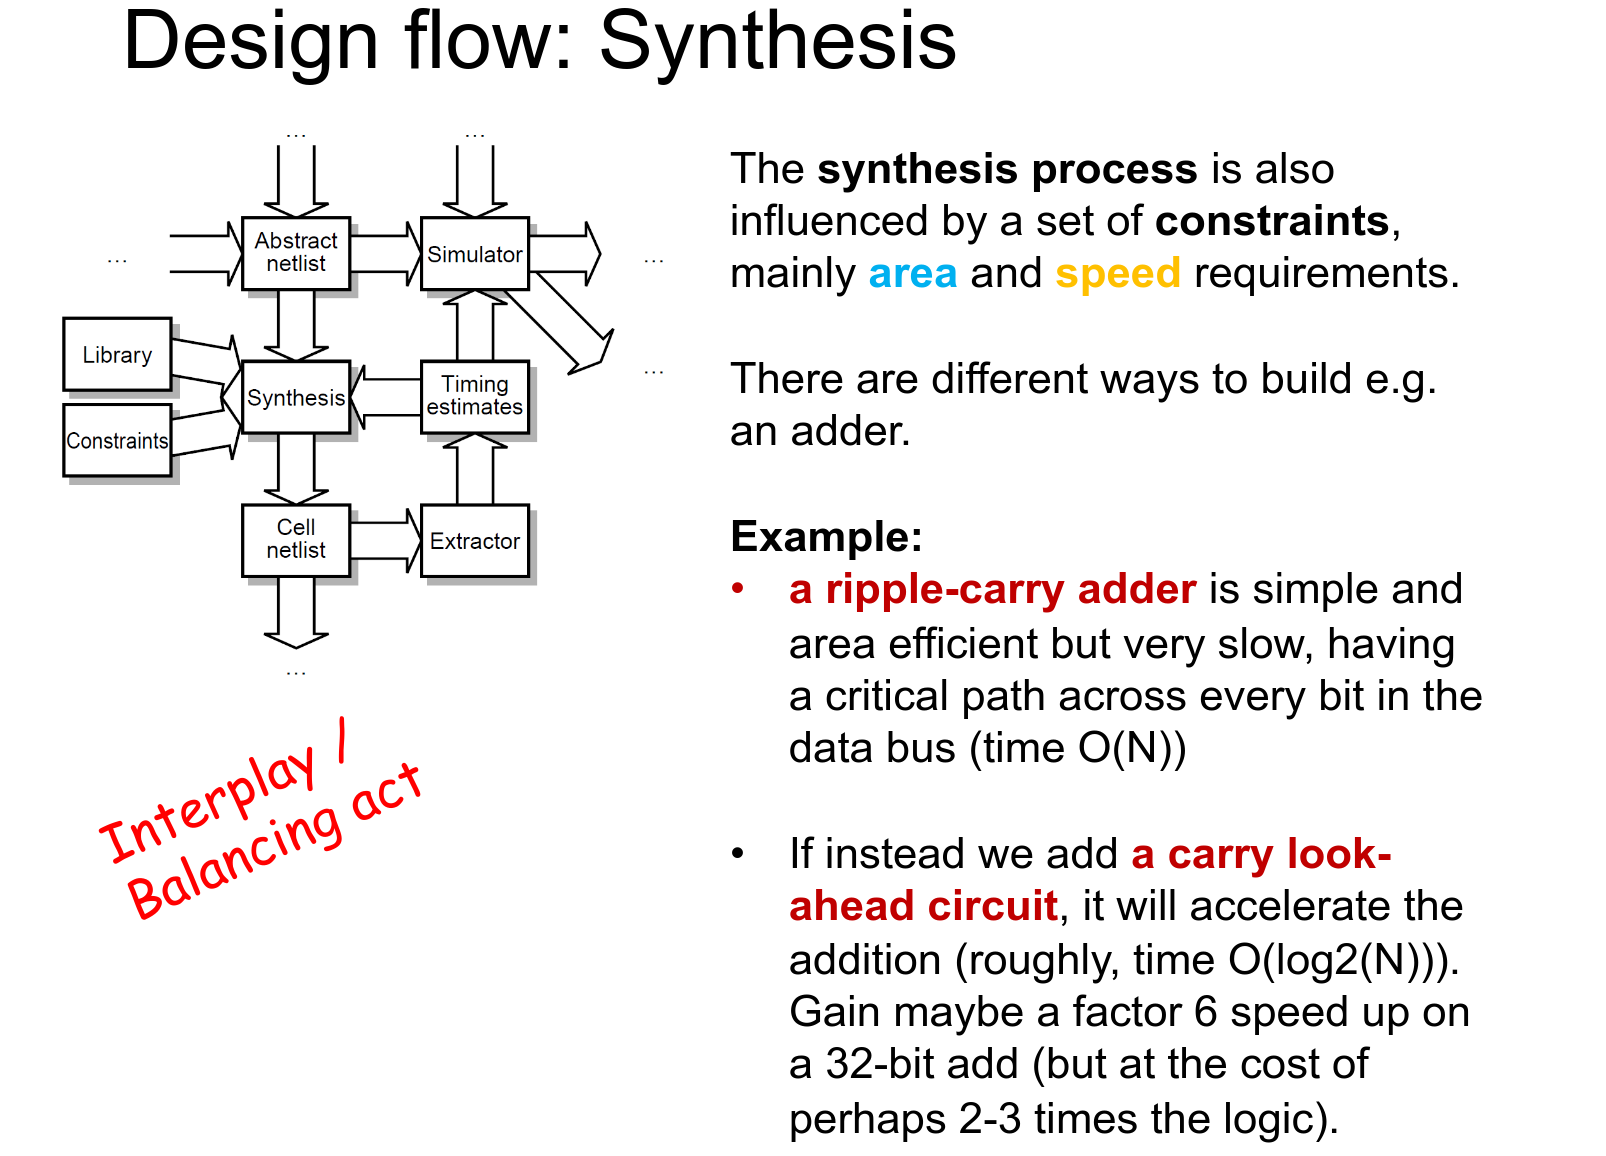 Design flow: Synthesis
...
...
...
Abstract
netlist
Simulator
...
Library
Constraints
Synthesis
Timing
estimates
...
Cell
netlist
Extractor
...
Interplay /
Balancing act
The synthesis process is also
influenced by a set of constraints,
mainly area and speed requirements.
There are different ways to build e.g.
an adder.
Example:
• a ripple-carry adder is simple and
area efficient but very slow, having
a critical path across every bit in the
data bus (time O(N))
• If instead we add a carry look-
ahead circuit, it will accelerate the
addition (roughly, time O(log2(N))).
Gain maybe a factor 6 speed up on
a 32-bit add (but at the cost of
perhaps 2-3 times the logic).